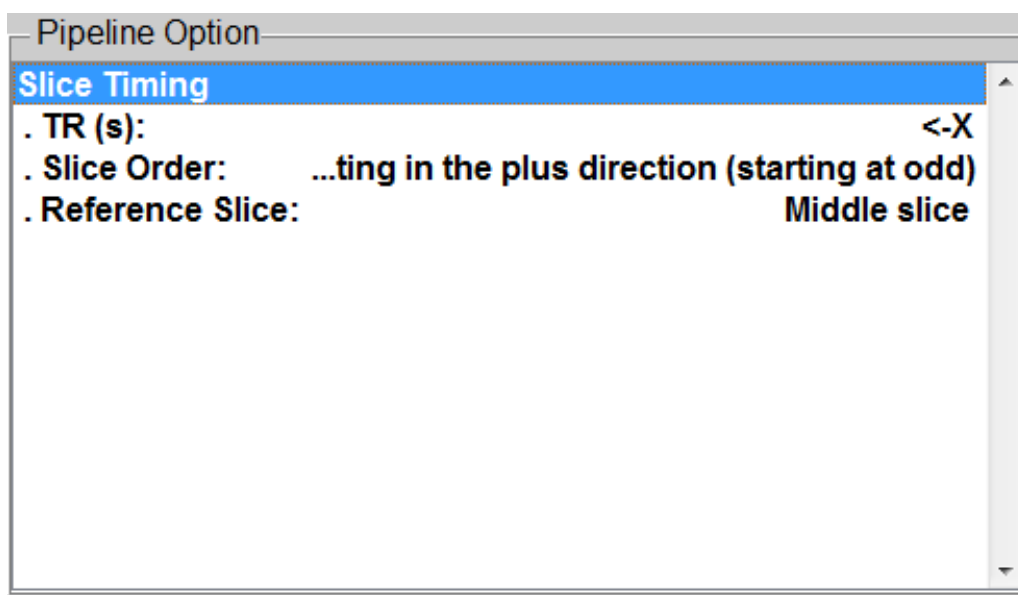 Pipeline Option
Slice Timing
. TR (s): <-X
. Slice Order: ...ting in the plus direction (starting at odd)
. Reference Slice: Middle slice